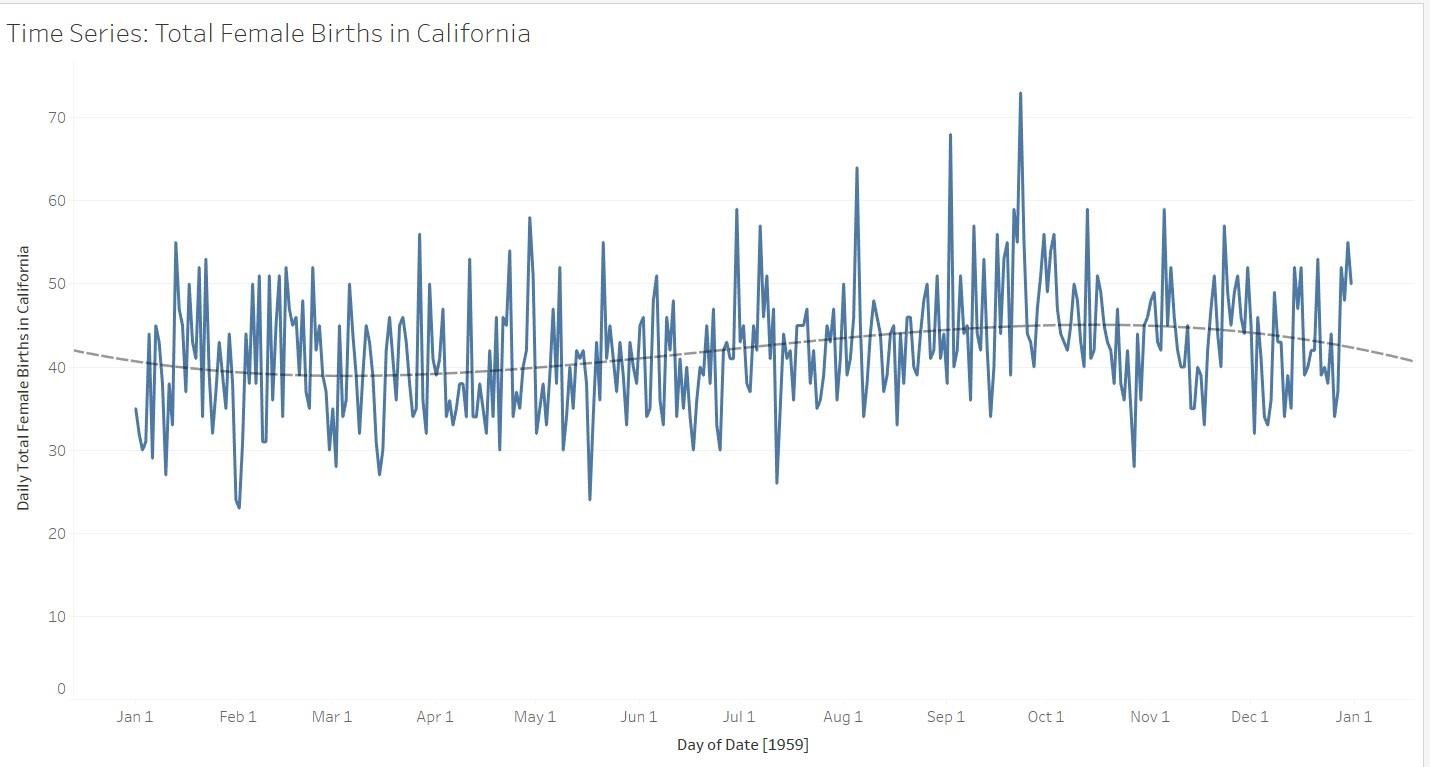 Time Series: Total Female Births in California
Daily Total Female Births in California
70
60
50
40
30
20
10
0
Jan 1 Feb 1 Mar 1 Apr 1 May 1 Jun 1 Jul 1 Aug 1 Sep 1 Oct 1 Nov 1 Dec 1 Jan 1
Day of Date [1959]